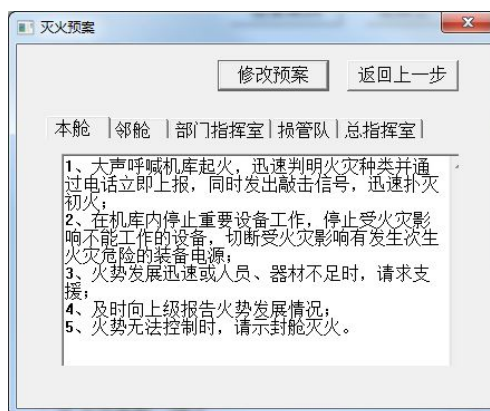 灭火预案
修改预案 返回上一步
本舱 邻舱 部门指挥室 损管队 总指挥室
1、大声呼喊机库起火，迅速判明火灾种类并通
过电话立即上报，同时发出敲击信号，迅速扑灭
初火；
2、在机库内停止重要设备工作，停止受火灾影
响不能工作的设备，切断受火灾影响有发生次生
火灾危险的装备电源；
3、火势发展迅速或人员、器材不足时，请求支
援；
4、及时向上级报告火势发展情况；
5、火势无法控制时，请示封舱灭火。